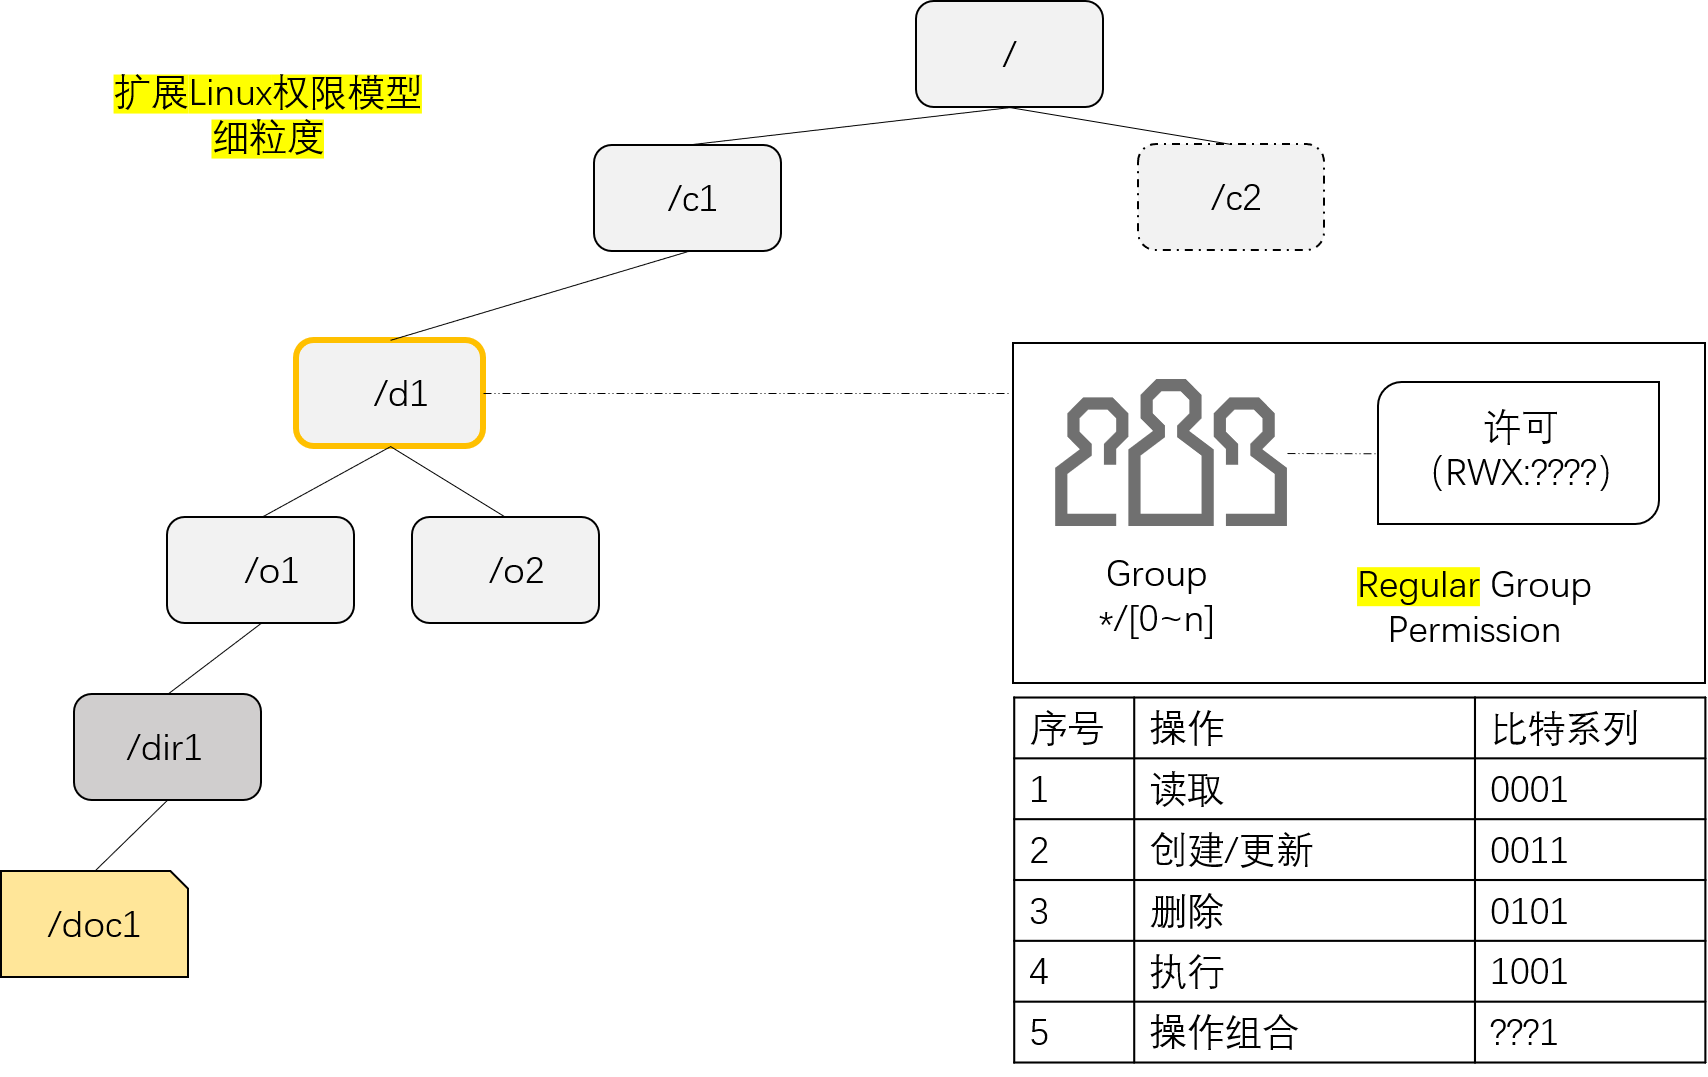 扩展Linux权限模型
细粒度
/
/c1
/c2
/d1
/o1
/o2
/dir1
/doc1
许可
(RWX:????)
Group
*/[0~n]
Regular Group
Permission
序号 操作 比特系列
1 读取 0001
2 创建/更新 0011
3 删除 0101
4 执行 1001
5 操作组合 ???1